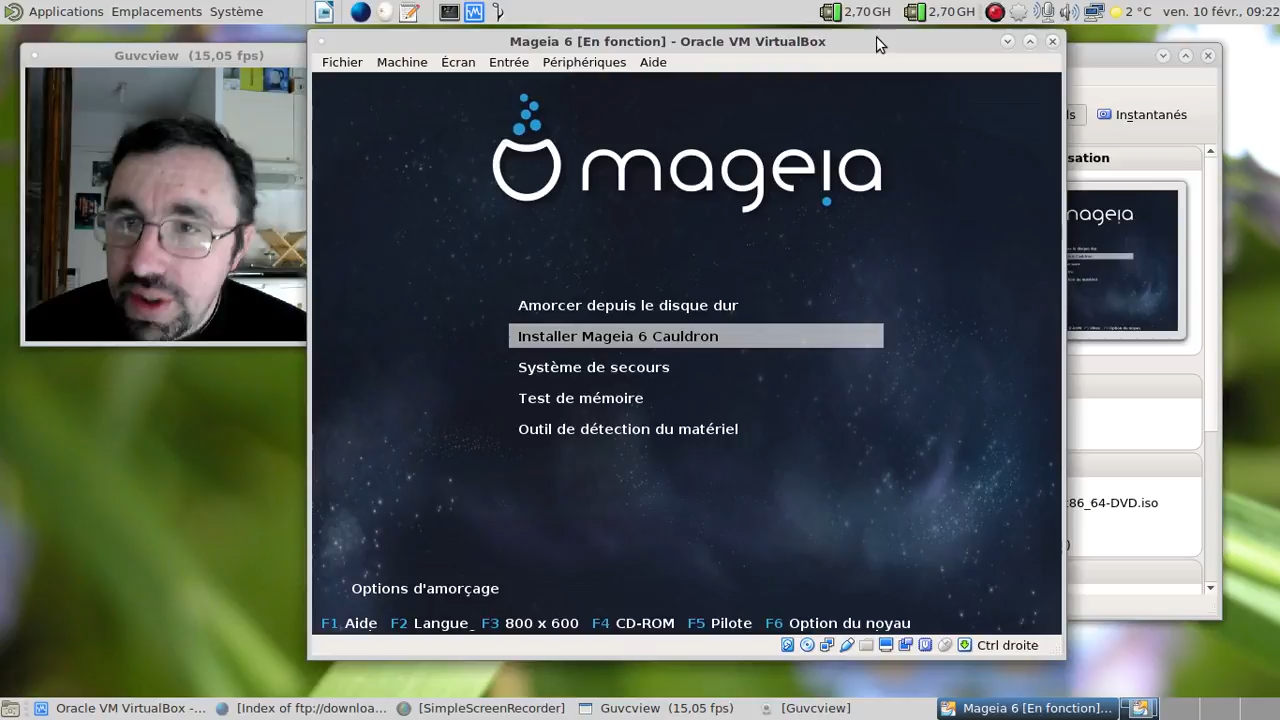 Applications Emplacements Système 2,70 GH 2,70 GH 2 °C ven. 10 févr., 09:22
Guvcview (15,05 fps)
Mageia 6 [En fonction] - Oracle VM VirtualBox
Fichier Machine Écran Entrée Périphériques Aide
mageia
Amorcer depuis le disque dur
Installer Mageia 6 Cauldron
Système de secours
Test de mémoire
Outil de détection du matériel
Options d'amorçage
F1 Aide F2 Langue F3 800 x 600 F4 CD-ROM F5 Pilote F6 Option du noyau
Ctrl droite
ls Instantanés
sation
nageia
86_64-DVD.iso
)
Oracle VM VirtualBox -... [Index of ftp://downloa... [SimpleScreenRecorder] Guvcview (15,05 fps) [Guvcview] Mageia 6 [En fonction]...